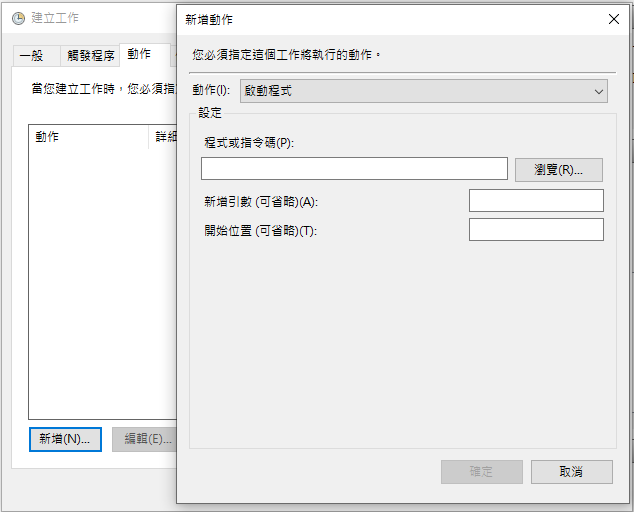 建立工作
一般
觸發程序
動作
當您建立工作時，您必須指
動作
詳細
新增(N)...
編輯(E)...
新增動作
您必須指定這個工作將執行的動作。
動作(I):
啟動程式
設定
程式或指令碼(P):
瀏覽(R)...
新增引數 (可省略)(A):
開始位置 (可省略)(T):
確定
取消